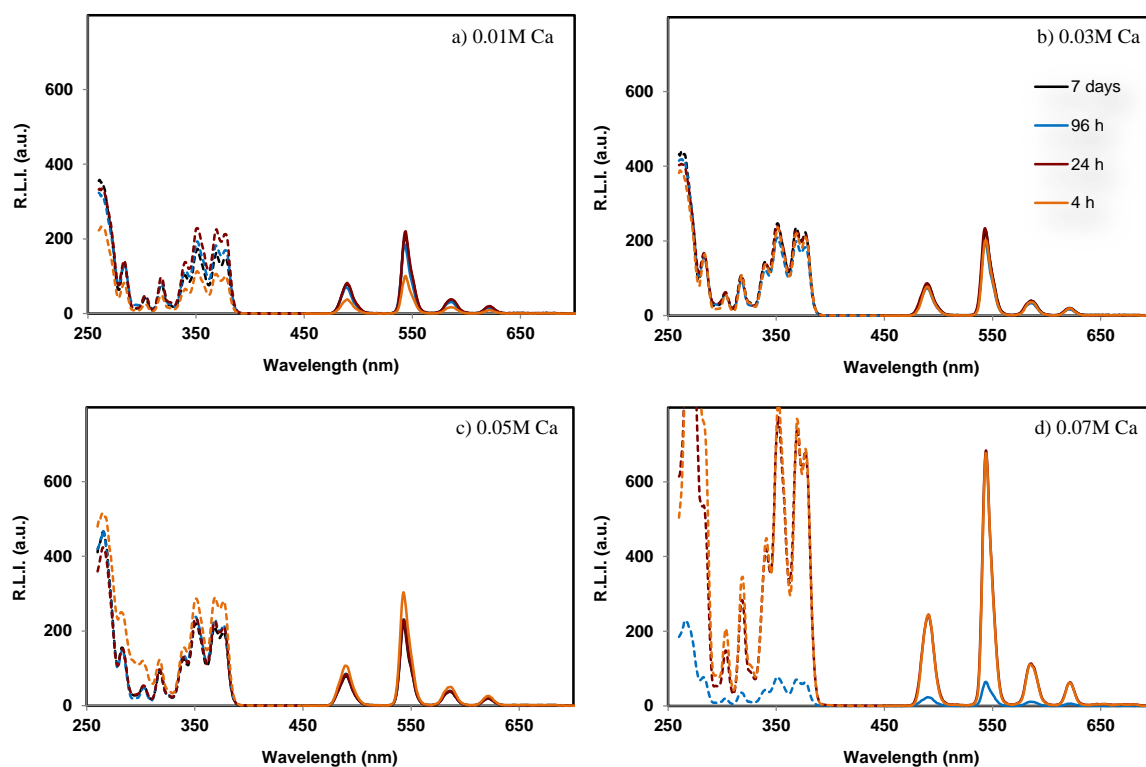 a) 0.01M Ca
600
400
200
0
R.L.I. (a.u.)
250 350 450 550 650
Wavelength (nm)
b) 0.03M Ca
7 days
96 h
24 h
4 h
600
400
200
0
R.L.I. (a.u.)
250 350 450 550 650
Wavelength (nm)
c) 0.05M Ca
600
400
200
0
R.L.I. (a.u.)
250 350 450 550 650
Wavelength (nm)
d) 0.07M Ca
600
400
200
0
R.L.I. (a.u.)
250 350 450 550 650
Wavelength (nm)